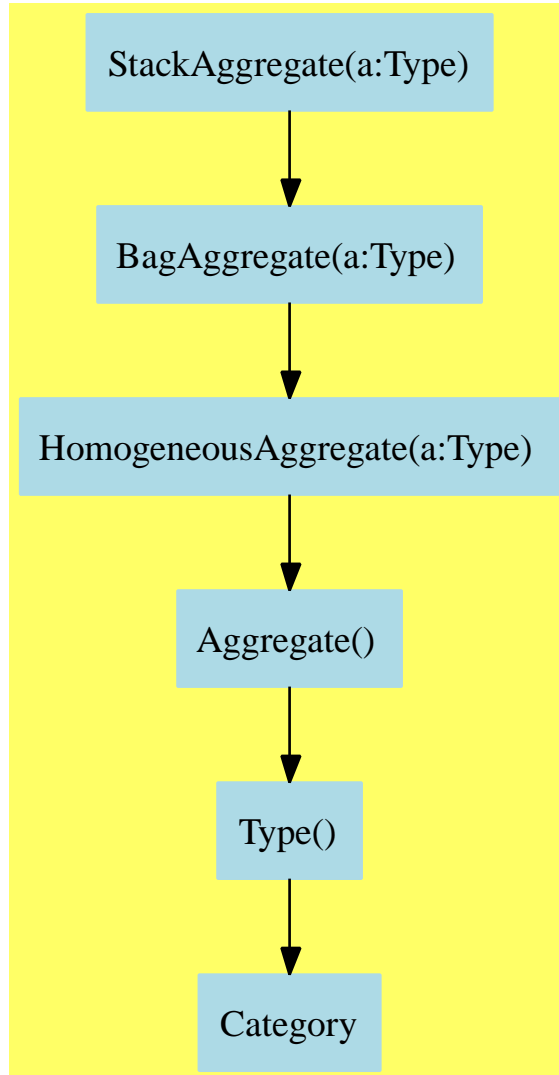 StackAggregate(a:Type)
BagAggregate(a:Type)
HomogeneousAggregate(a:Type)
Aggregate()
Type()
Category